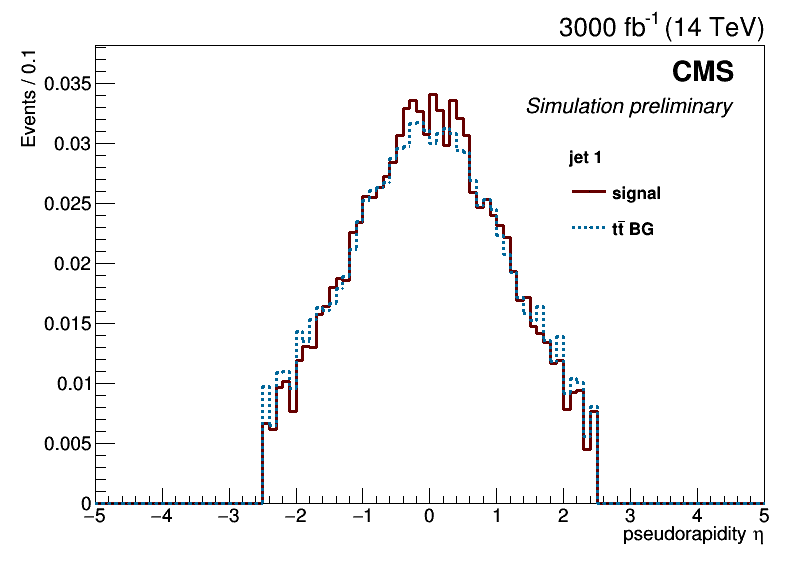 3000 fb⁻¹ (14 TeV)
Events / 0.1
CMS
Simulation preliminary
jet 1
signal
tt̄ BG
0.035
0.03
0.025
0.02
0.015
0.01
0.005
0
−5 −4 −3 −2 −1 0 1 2 3 4 5
pseudorapidity η